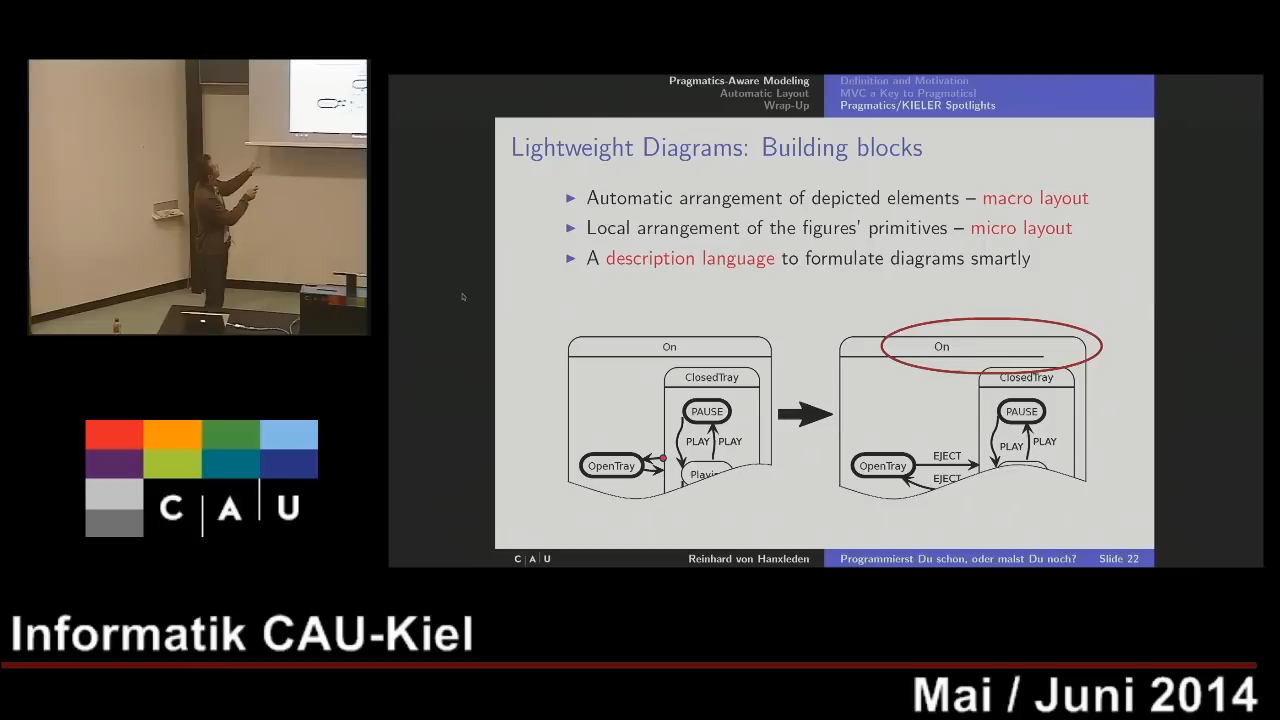 Pragmatics-Aware Modeling
Automatic Layout
Wrap-Up
Definition and Motivation
MVC a Key to Pragmatics!
Pragmatics/KIELER Spotlights
Lightweight Diagrams: Building blocks
Automatic arrangement of depicted elements – macro layout
Local arrangement of the figures' primitives – micro layout
A description language to formulate diagrams smartly
On
ClosedTray
PAUSE
PLAY PLAY
OpenTray
Playi
On
ClosedTray
PAUSE
PLAY PLAY
EJECT
OpenTray
EJECT
C A U
C A U
Reinhard von Hanxleden
Programmierst Du schon, oder malst Du noch?
Slide 22
Informatik CAU-Kiel
Mai / Juni 2014